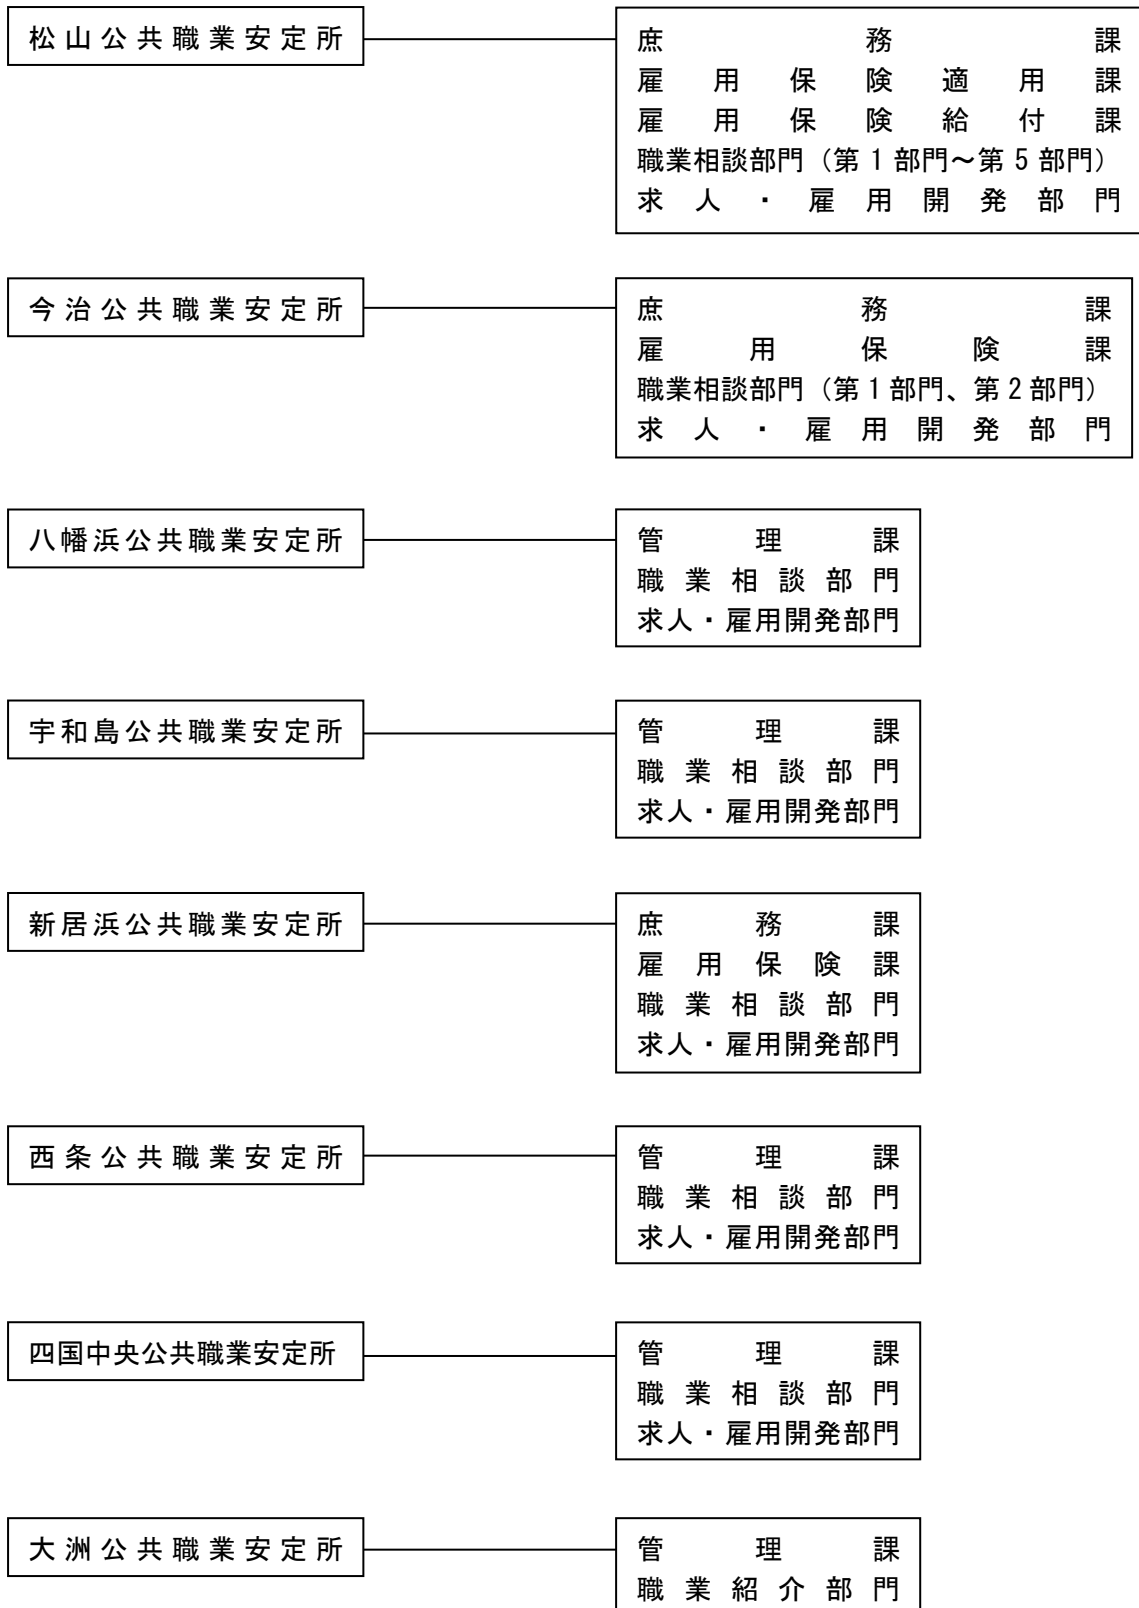 松山公共職業安定所
庶務課
雇用保険適用課
雇用保険給付課
職業相談部門（第１部門～第５部門）
求人・雇用開発部門
今治公共職業安定所
庶務課
雇用保険課
職業相談部門（第１部門、第２部門）
求人・雇用開発部門
八幡浜公共職業安定所
管理課
職業相談部門
求人・雇用開発部門
宇和島公共職業安定所
管理課
職業相談部門
求人・雇用開発部門
新居浜公共職業安定所
庶務課
雇用保険課
職業相談部門
求人・雇用開発部門
西条公共職業安定所
管理課
職業相談部門
求人・雇用開発部門
四国中央公共職業安定所
管理課
職業相談部門
求人・雇用開発部門
大洲公共職業安定所
管理課
職業紹介部門